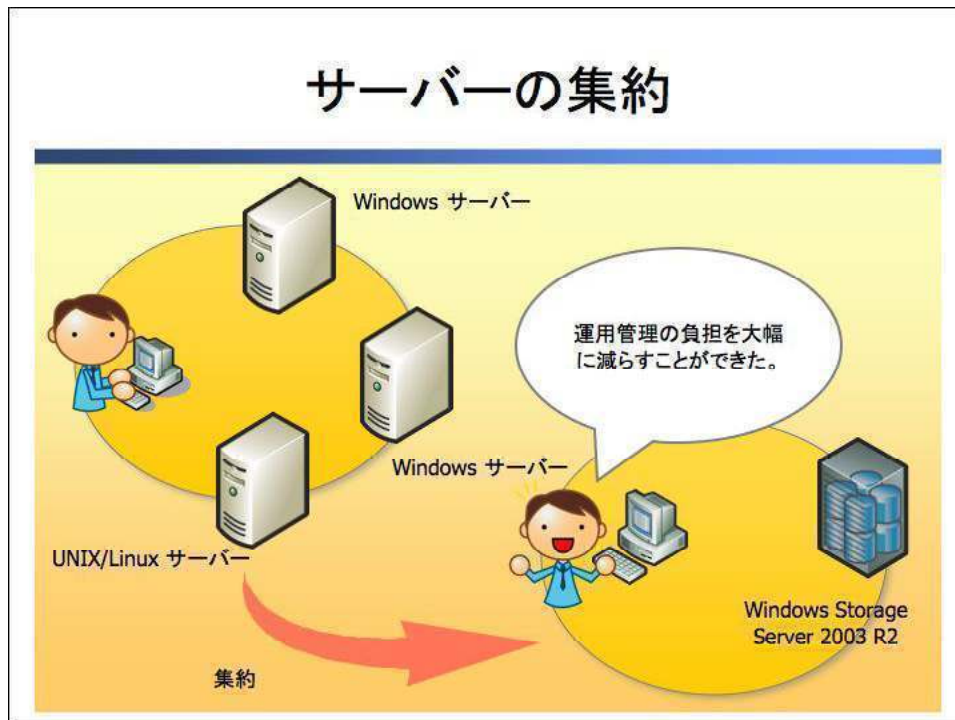 サーバーの集約
Windows サーバー
運用管理の負担を大幅
に減らすことができた。
Windows サーバー
UNIX/Linux サーバー
Windows Storage
Server 2003 R2
集約